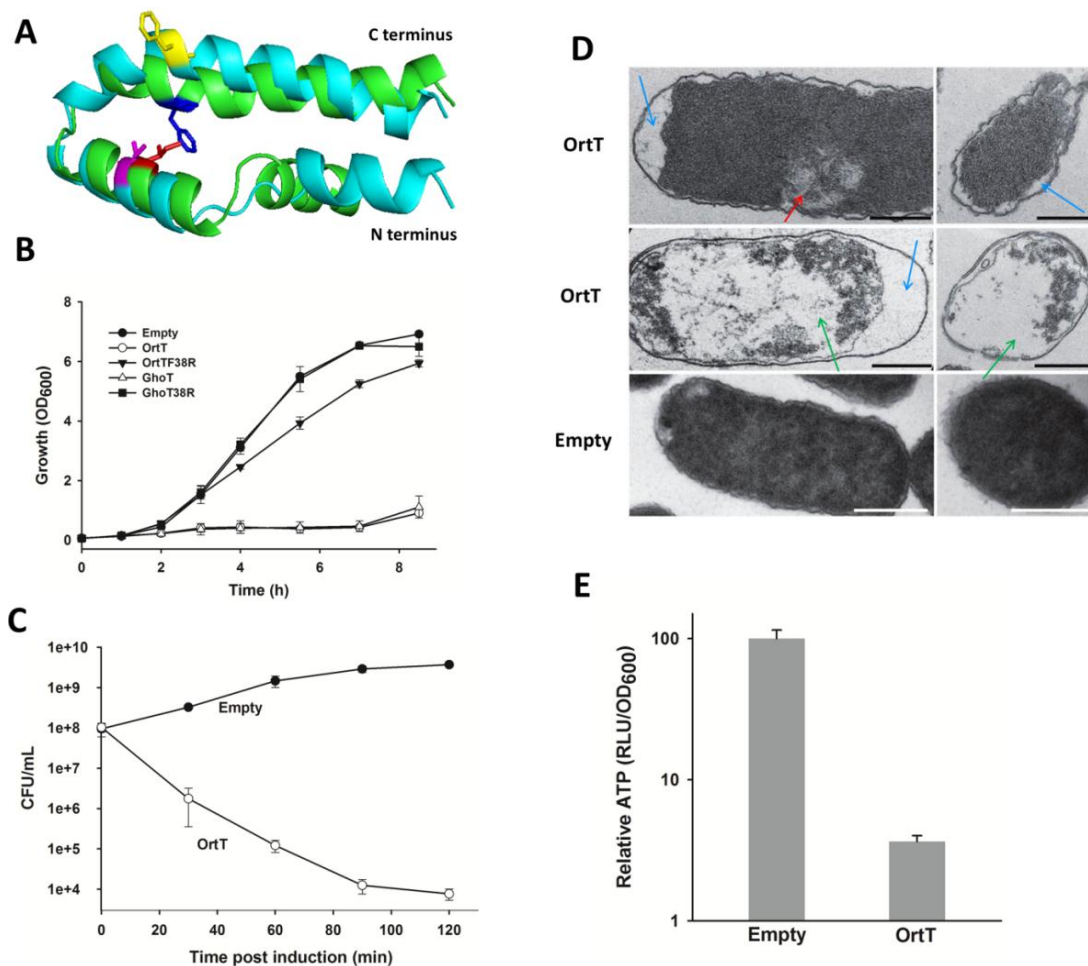 A
C terminus
N terminus
B
Growth (OD600)
8
6
4
2
0
Empty
OrtT
OrtTF38R
GhoT
GhoT38R
0 2 4 6 8
Time (h)
C
CFU/mL
1e+10
1e+9
1e+8
1e+7
1e+6
1e+5
1e+4
Empty
OrtT
0 20 40 60 80 100 120
Time post induction (min)
D
OrtT
OrtT
Empty
E
Relative ATP (RLU/OD600)
100
10
1
Empty OrtT